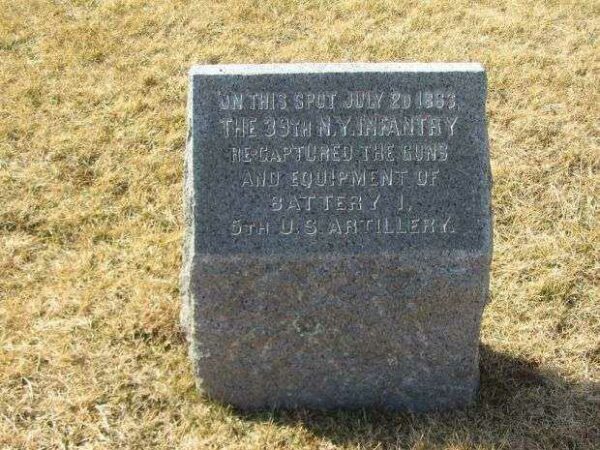 ON THIS SPOT JULY 2D 1863
THE 39TH N.Y. INFANTRY
RE-CAPTURED THE GUNS
AND EQUIPMENT OF
BATTERY I,
5TH U.S. ARTILLERY.